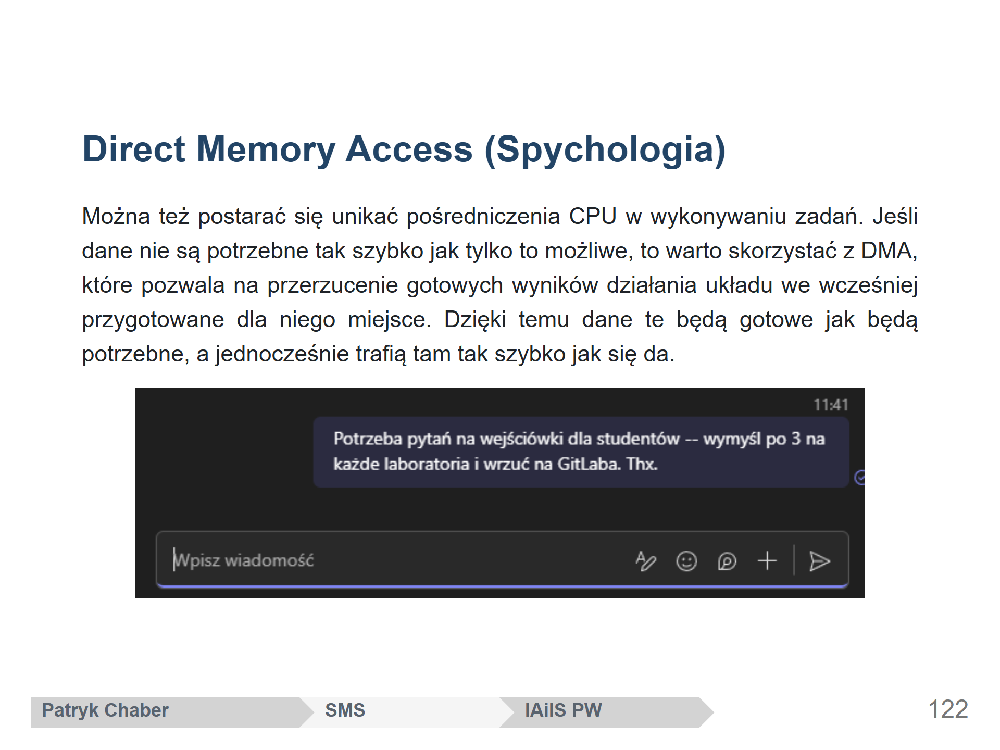 Direct Memory Access (Spychologia)
Można też postarać się unikać pośredniczenia CPU w wykonywaniu zadań. Jeśli
dane nie są potrzebne tak szybko jak tylko to możliwe, to warto skorzystać z DMA,
które pozwala na przerzucenie gotowych wyników działania układu we wcześniej
przygotowane dla niego miejsce. Dzięki temu dane te będą gotowe jak będą
potrzebne, a jednocześnie trafią tam tak szybko jak się da.
11:41
Potrzeba pytań na wejściówki dla studentów -- wymyśl po 3 na
każde laboratoria i wrzuć na GitLaba. Thx.
Wpisz wiadomość
Patryk Chaber SMS IAiIS PW 122